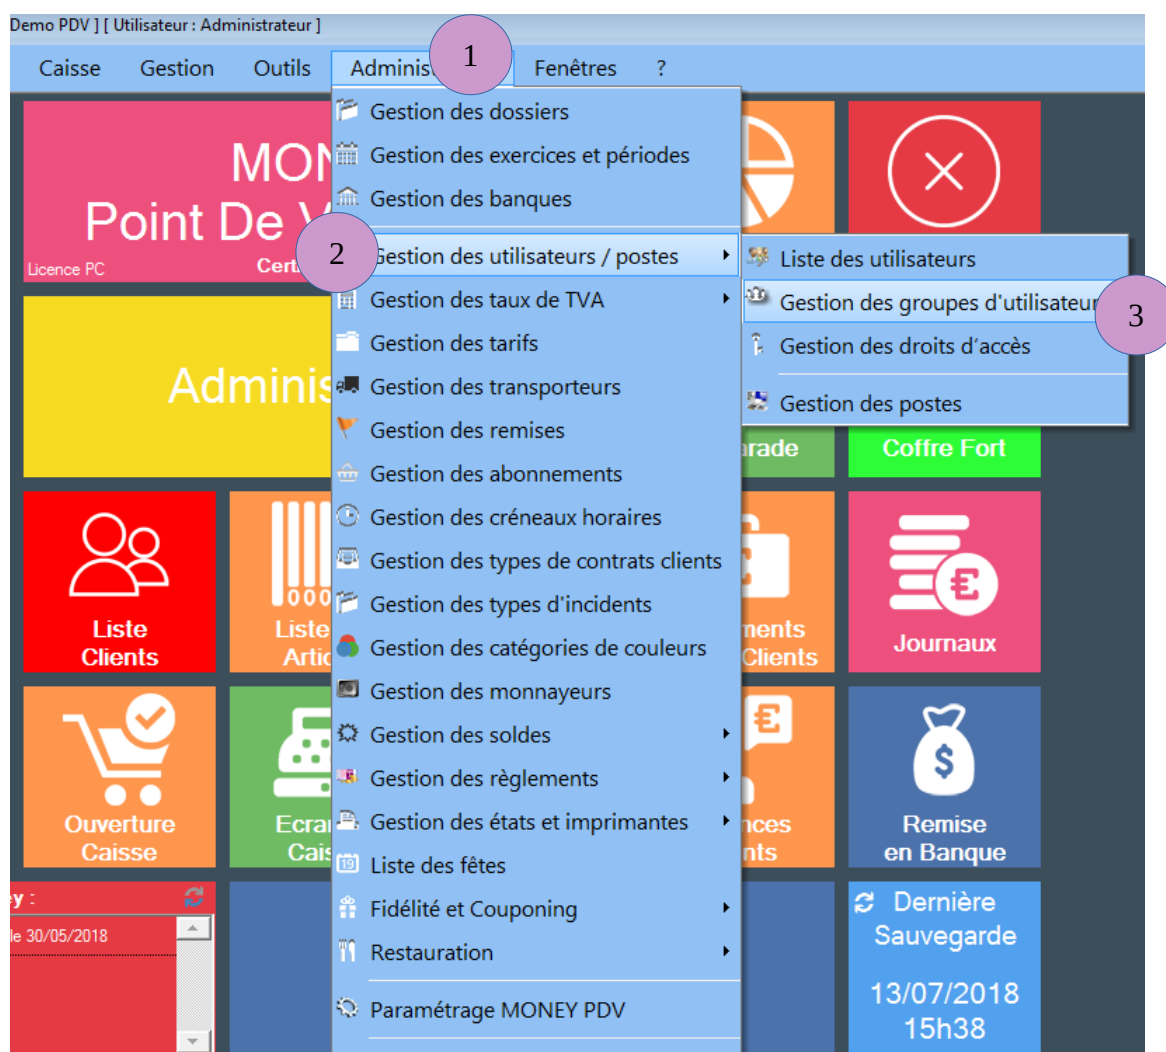 Demo PDV ] [ Utilisateur : Administrateur ]
Caisse Gestion Outils Adminis 1 Fenêtres ?
Gestion des dossiers
Gestion des exercices et périodes
Gestion des banques
2 Gestion des utilisateurs / postes
Gestion des taux de TVA
Gestion des tarifs
Gestion des transporteurs
Gestion des remises
Gestion des abonnements
Gestion des créneaux horaires
Gestion des types de contrats clients
Gestion des types d'incidents
Gestion des catégories de couleurs
Gestion des monnayeurs
Gestion des soldes
Gestion des règlements
Gestion des états et imprimantes
19 Liste des fêtes
Fidélité et Couponing
Restauration
Paramétrage MONEY PDV
Liste des utilisateurs
Gestion des groupes d'utilisateur 3
Gestion des droits d'accès
Gestion des postes
MON
Point De V
Licence PC Cert
Adminis
arade
Coffre Fort
Liste
Clients
000
Liste
Artic
ments
Clients
Journaux
Ouverture
Caisse
Ecra
Cais
nces
nts
Remise
en Banque
ey :
le 30/05/2018
Dernière
Sauvegarde
13/07/2018
15h38